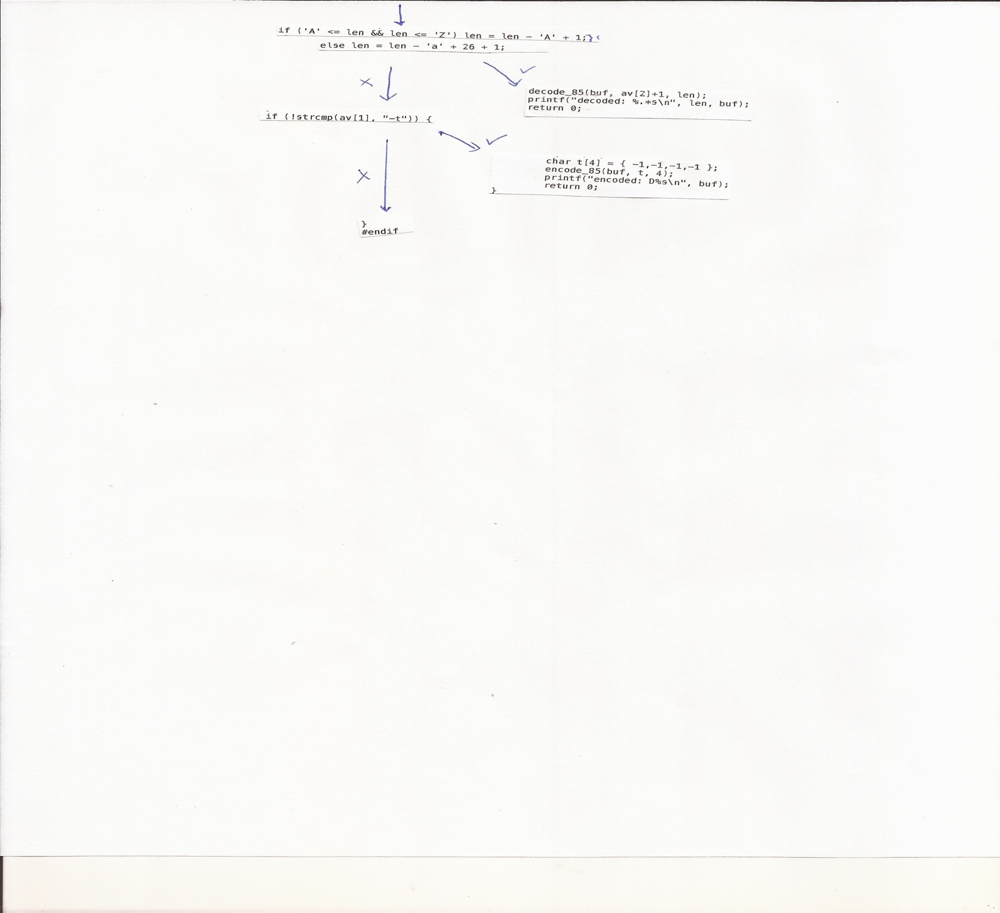 if ('A' <= len && len <= 'Z') len = len - 'A' + 1;}
else len = len - 'a' + 26 + 1;
decode_85(buf, av[2]+1, len);
printf("decoded: %.*s\n", len, buf);
return 0;
if (!strcmp(av[1], "-t")) {
char t[4] = { -1,-1,-1,-1 };
encode_85(buf, t, 4);
printf("encoded: D%s\n", buf);
return 0;
}
}
#endif